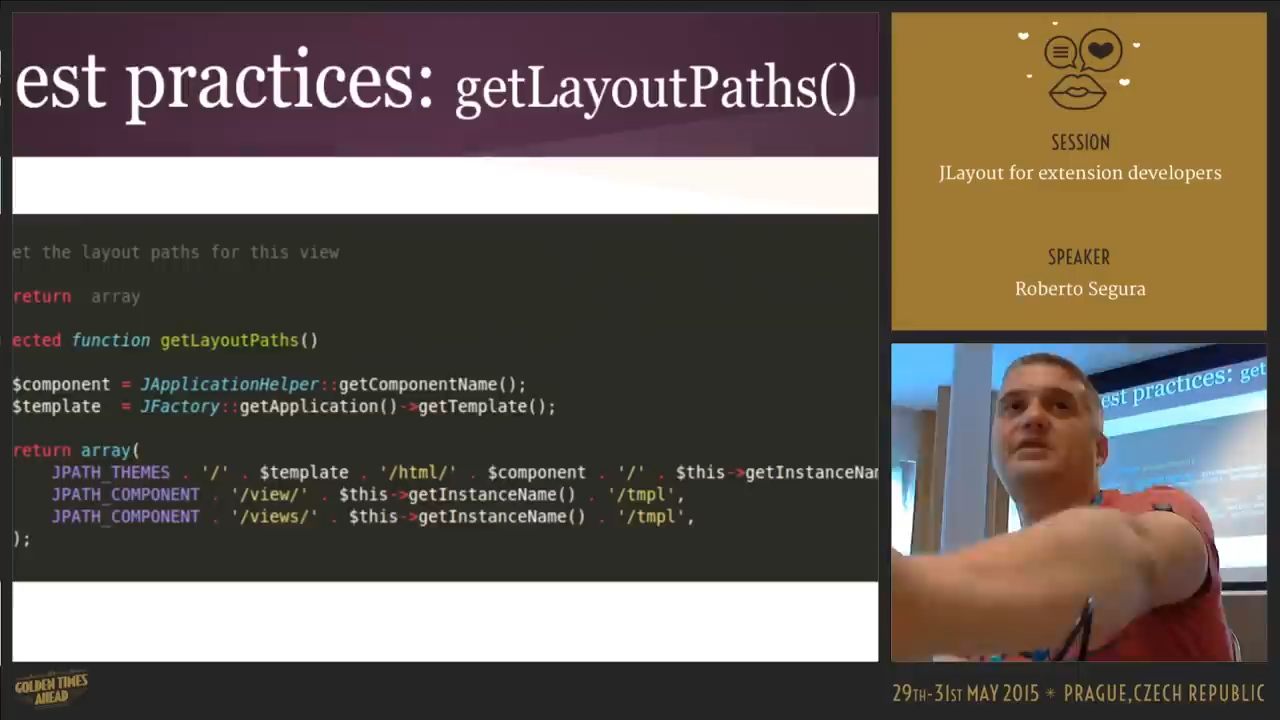 est practices: getLayoutPaths()
et the layout paths for this view
return array
ected function getLayoutPaths()
$component = JApplicationHelper::getComponentName();
$template = JFactory::getApplication()->getTemplate();
return array(
JPATH_THEMES . '/' . $template . '/html/' . $component . '/' . $this->getInstanceNam
JPATH_COMPONENT . '/view/' . $this->getInstanceName() . '/tmpl',
JPATH_COMPONENT . '/views/' . $this->getInstanceName() . '/tmpl',
);
SESSION
JLayout for extension developers
SPEAKER
Roberto Segura
est practices: get
GOLDEN TIMES
AHEAD
29TH-31ST MAY 2015 * PRAGUE,CZECH REPUBLIC